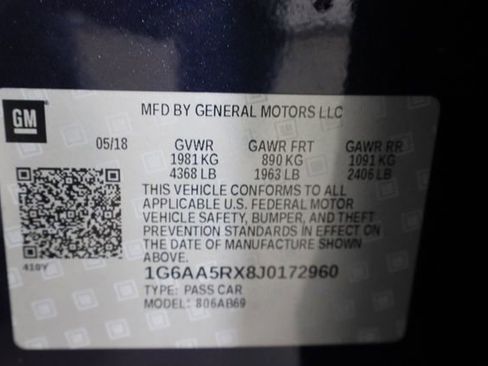 GM
MFD BY GENERAL MOTORS LLC
05/18 GVWR GAWR FRT GAWR RR
1981 KG 890 KG 1091 KG
4368 LB 1963 LB 2406 LB
THIS VEHICLE CONFORMS TO ALL
APPLICABLE U.S. FEDERAL MOTOR
VEHICLE SAFETY, BUMPER, AND THEFT
PREVENTION STANDARDS IN EFFECT ON
THE DATE OF MANUFACTURE SHOWN
ABOVE.
419Y
1G6AA5RX8J0172960
TYPE: PASS CAR
MODEL: 806AB69